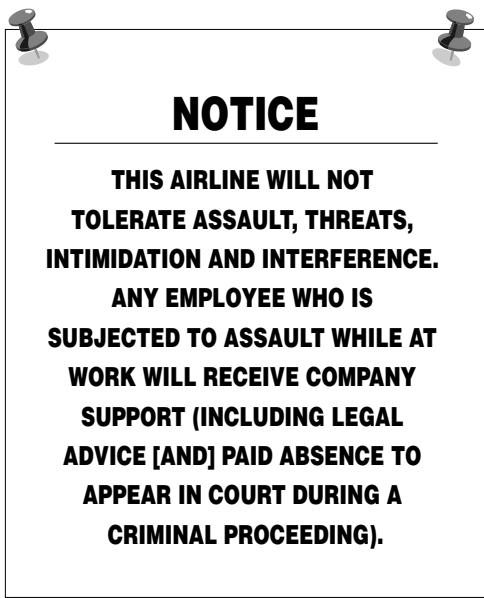 NOTICE
THIS AIRLINE WILL NOT
TOLERATE ASSAULT, THREATS,
INTIMIDATION AND INTERFERENCE.
ANY EMPLOYEE WHO IS
SUBJECTED TO ASSAULT WHILE AT
WORK WILL RECEIVE COMPANY
SUPPORT (INCLUDING LEGAL
ADVICE [AND] PAID ABSENCE TO
APPEAR IN COURT DURING A
CRIMINAL PROCEEDING).